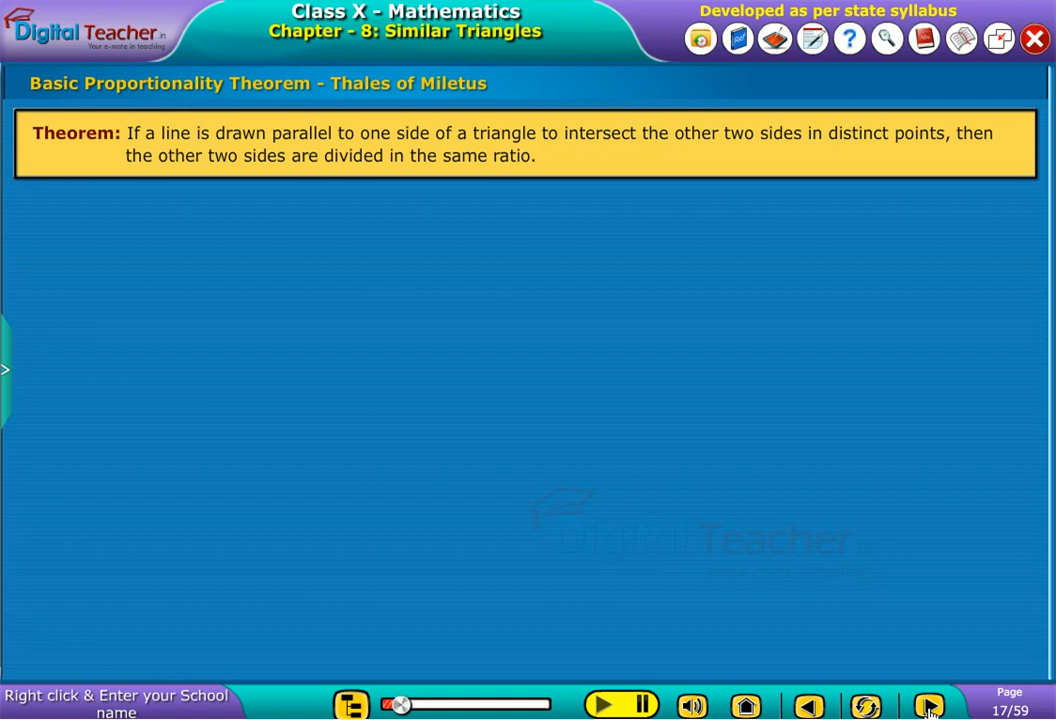 Digital Teacher.in
Your e-mate in teaching
Class X - Mathematics
Chapter - 8: Similar Triangles
Developed as per state syllabus
Basic Proportionality Theorem - Thales of Miletus
Theorem: If a line is drawn parallel to one side of a triangle to intersect the other two sides in distinct points, then
the other two sides are divided in the same ratio.
Digital Teacher
Right click & Enter your School
name
Page
17/59